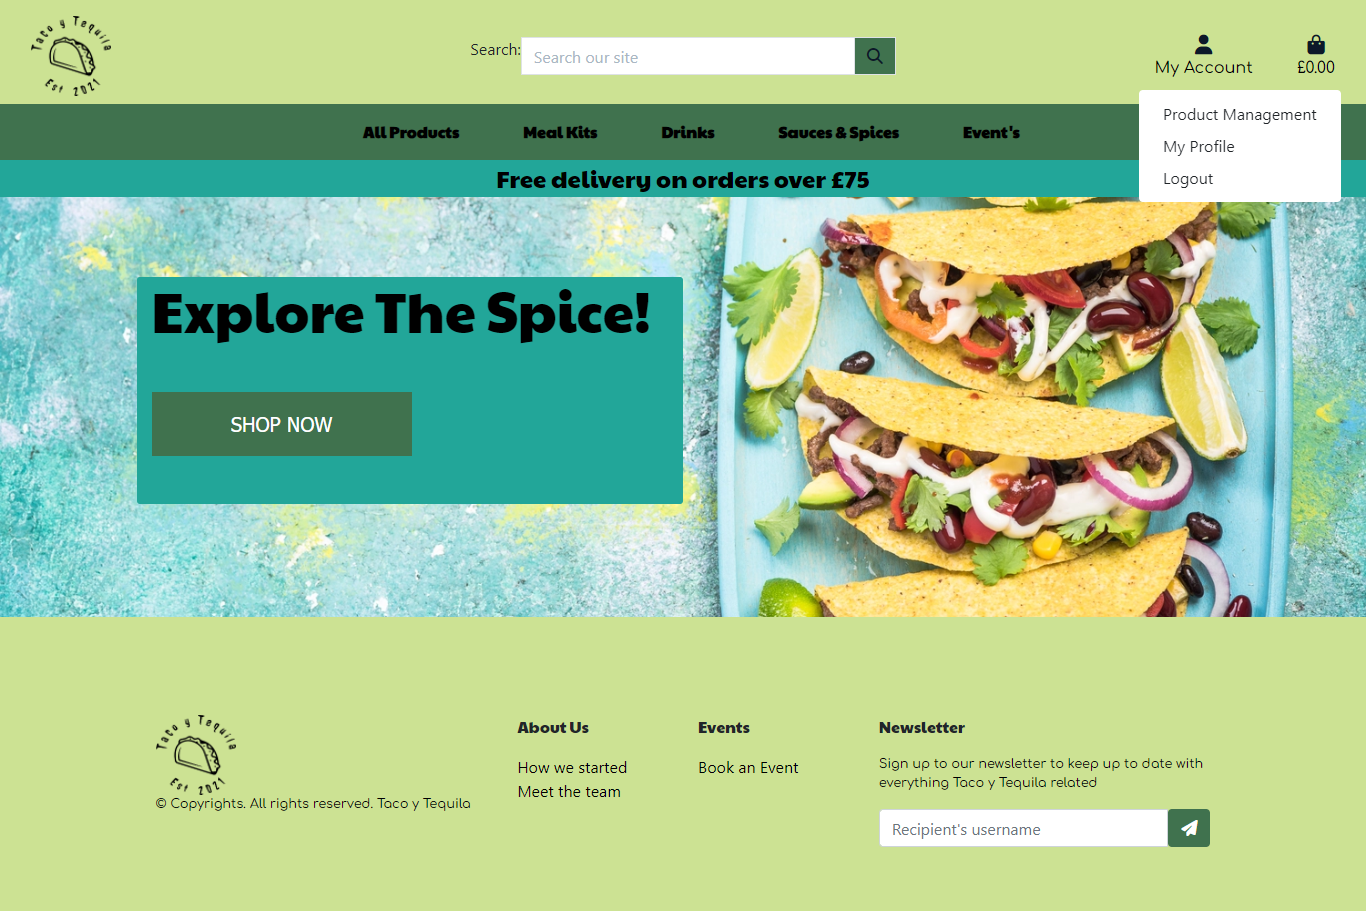 Taco y Tequila
Est 2021
Search:
Search our site
My Account
£0.00
Product Management
My Profile
Logout
All Products
Meal Kits
Drinks
Sauces & Spices
Event's
Free delivery on orders over £75
Explore The Spice!
SHOP NOW
Taco y Tequila
Est 2021
© Copyrights. All rights reserved. Taco y Tequila
About Us
How we started
Meet the team
Events
Book an Event
Newsletter
Sign up to our newsletter to keep up to date with
everything Taco y Tequila related
Recipient's username